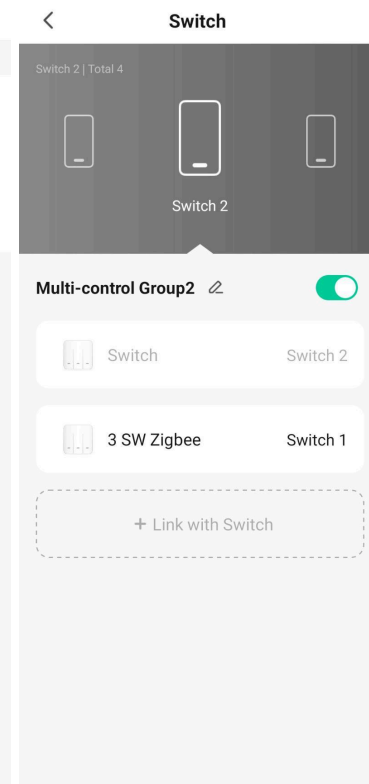 Switch
Switch 2 | Total 4
Switch 2
Multi-control Group2
Switch Switch 2
3 SW Zigbee Switch 1
+ Link with Switch